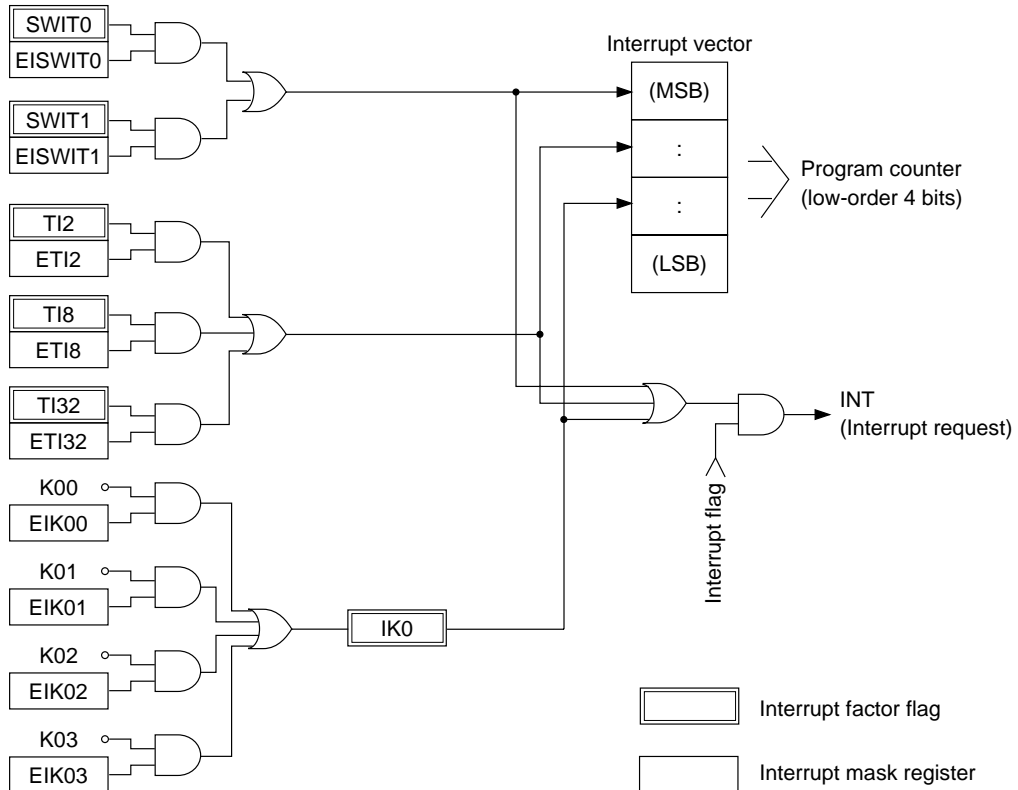 SWIT0
EISWIT0
SWIT1
EISWIT1
TI2
ETI2
TI8
ETI8
TI32
ETI32
K00
EIK00
K01
EIK01
K02
EIK02
K03
EIK03
IK0
Interrupt vector
(MSB)
:
:
(LSB)
Program counter
(low-order 4 bits)
INT
(Interrupt request)
Interrupt flag
Interrupt factor flag
Interrupt mask register